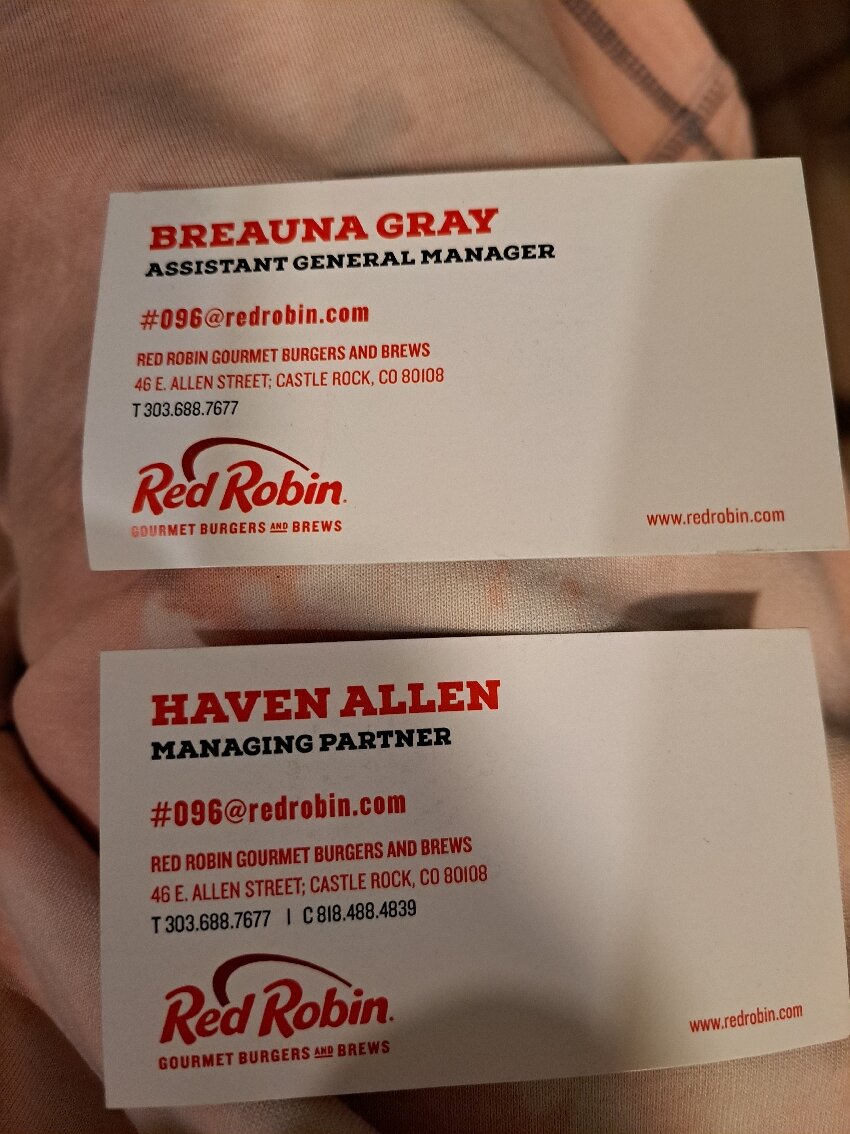 BREAUNA GRAY
ASSISTANT GENERAL MANAGER
#096@redrobin.com
RED ROBIN GOURMET BURGERS AND BREWS
46 E. ALLEN STREET; CASTLE ROCK, CO 80108
T 303.688.7677
Red Robin.
GOURMET BURGERS AND BREWS
www.redrobin.com
HAVEN ALLEN
MANAGING PARTNER
#096@redrobin.com
RED ROBIN GOURMET BURGERS AND BREWS
46 E. ALLEN STREET; CASTLE ROCK, CO 80108
T 303.688.7677 | C 818.488.4839
Red Robin.
GOURMET BURGERS AND BREWS
www.redrobin.com